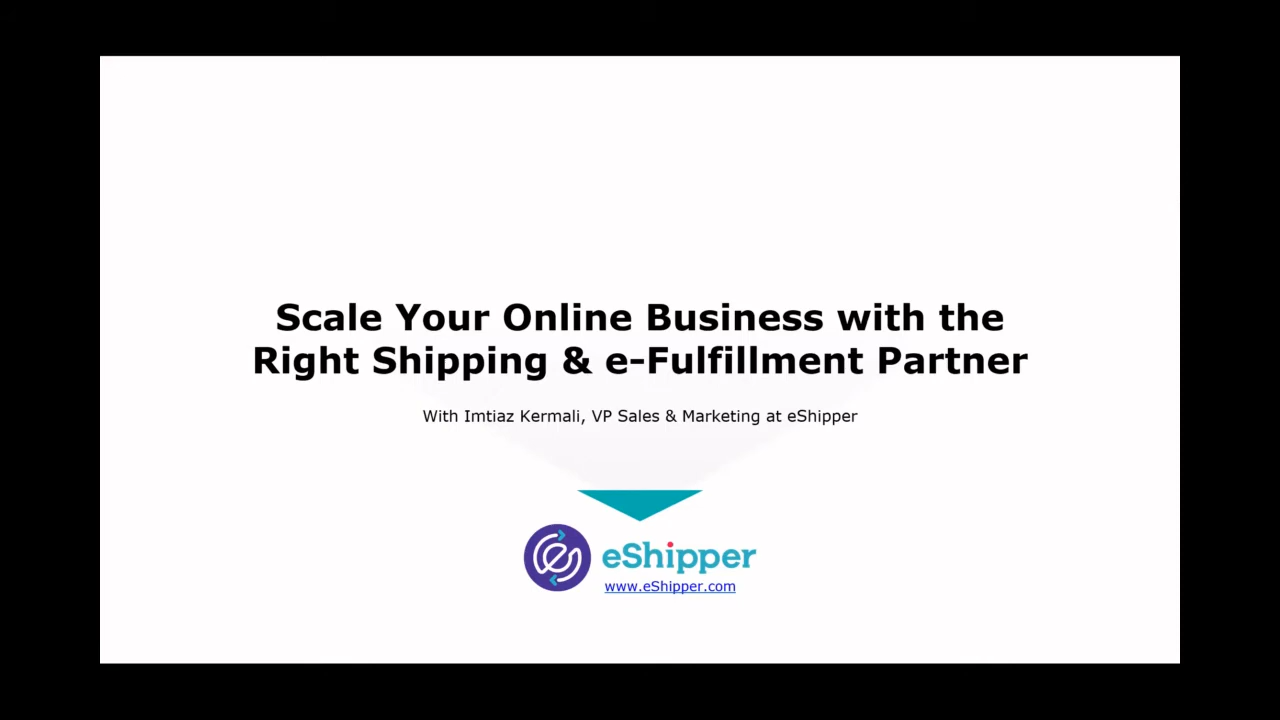 Scale Your Online Business with the
Right Shipping & e-Fulfillment Partner
With Imtiaz Kermali, VP Sales & Marketing at eShipper
eShipper
www.eShipper.com